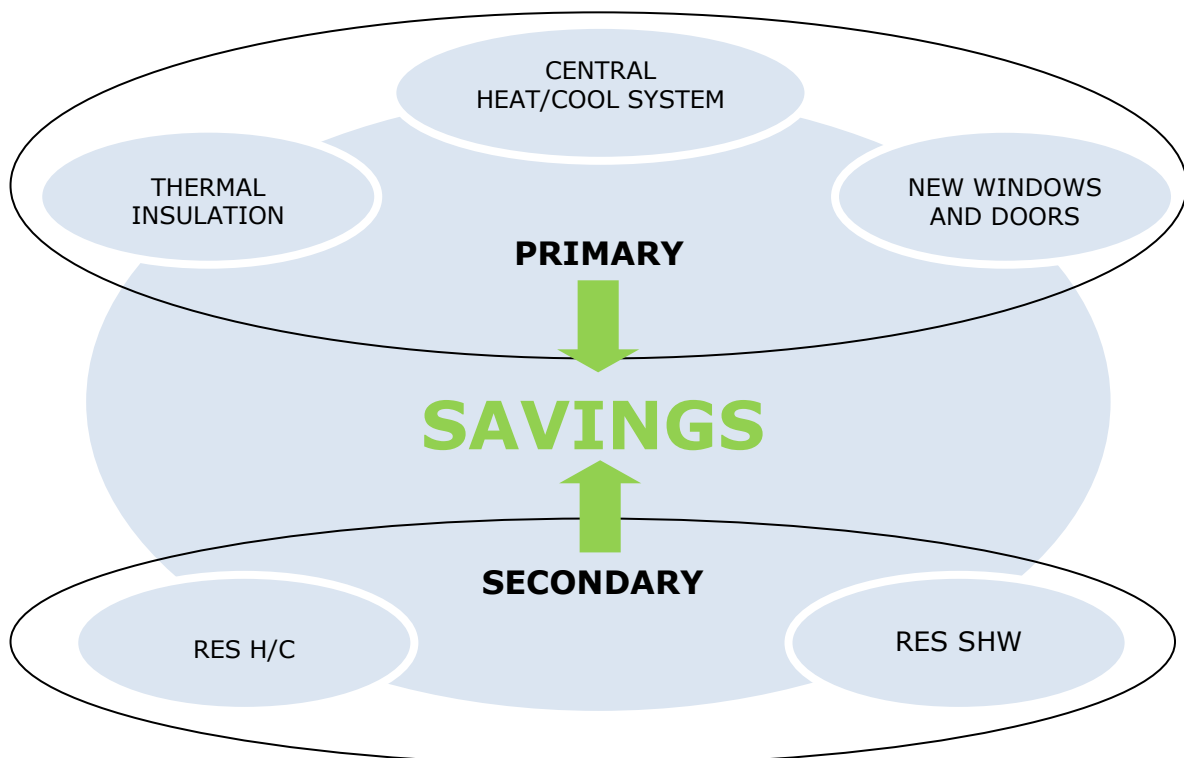 CENTRAL
HEAT/COOL SYSTEM
THERMAL
INSULATION
NEW WINDOWS
AND DOORS
PRIMARY
SAVINGS
SECONDARY
RES H/C
RES SHW